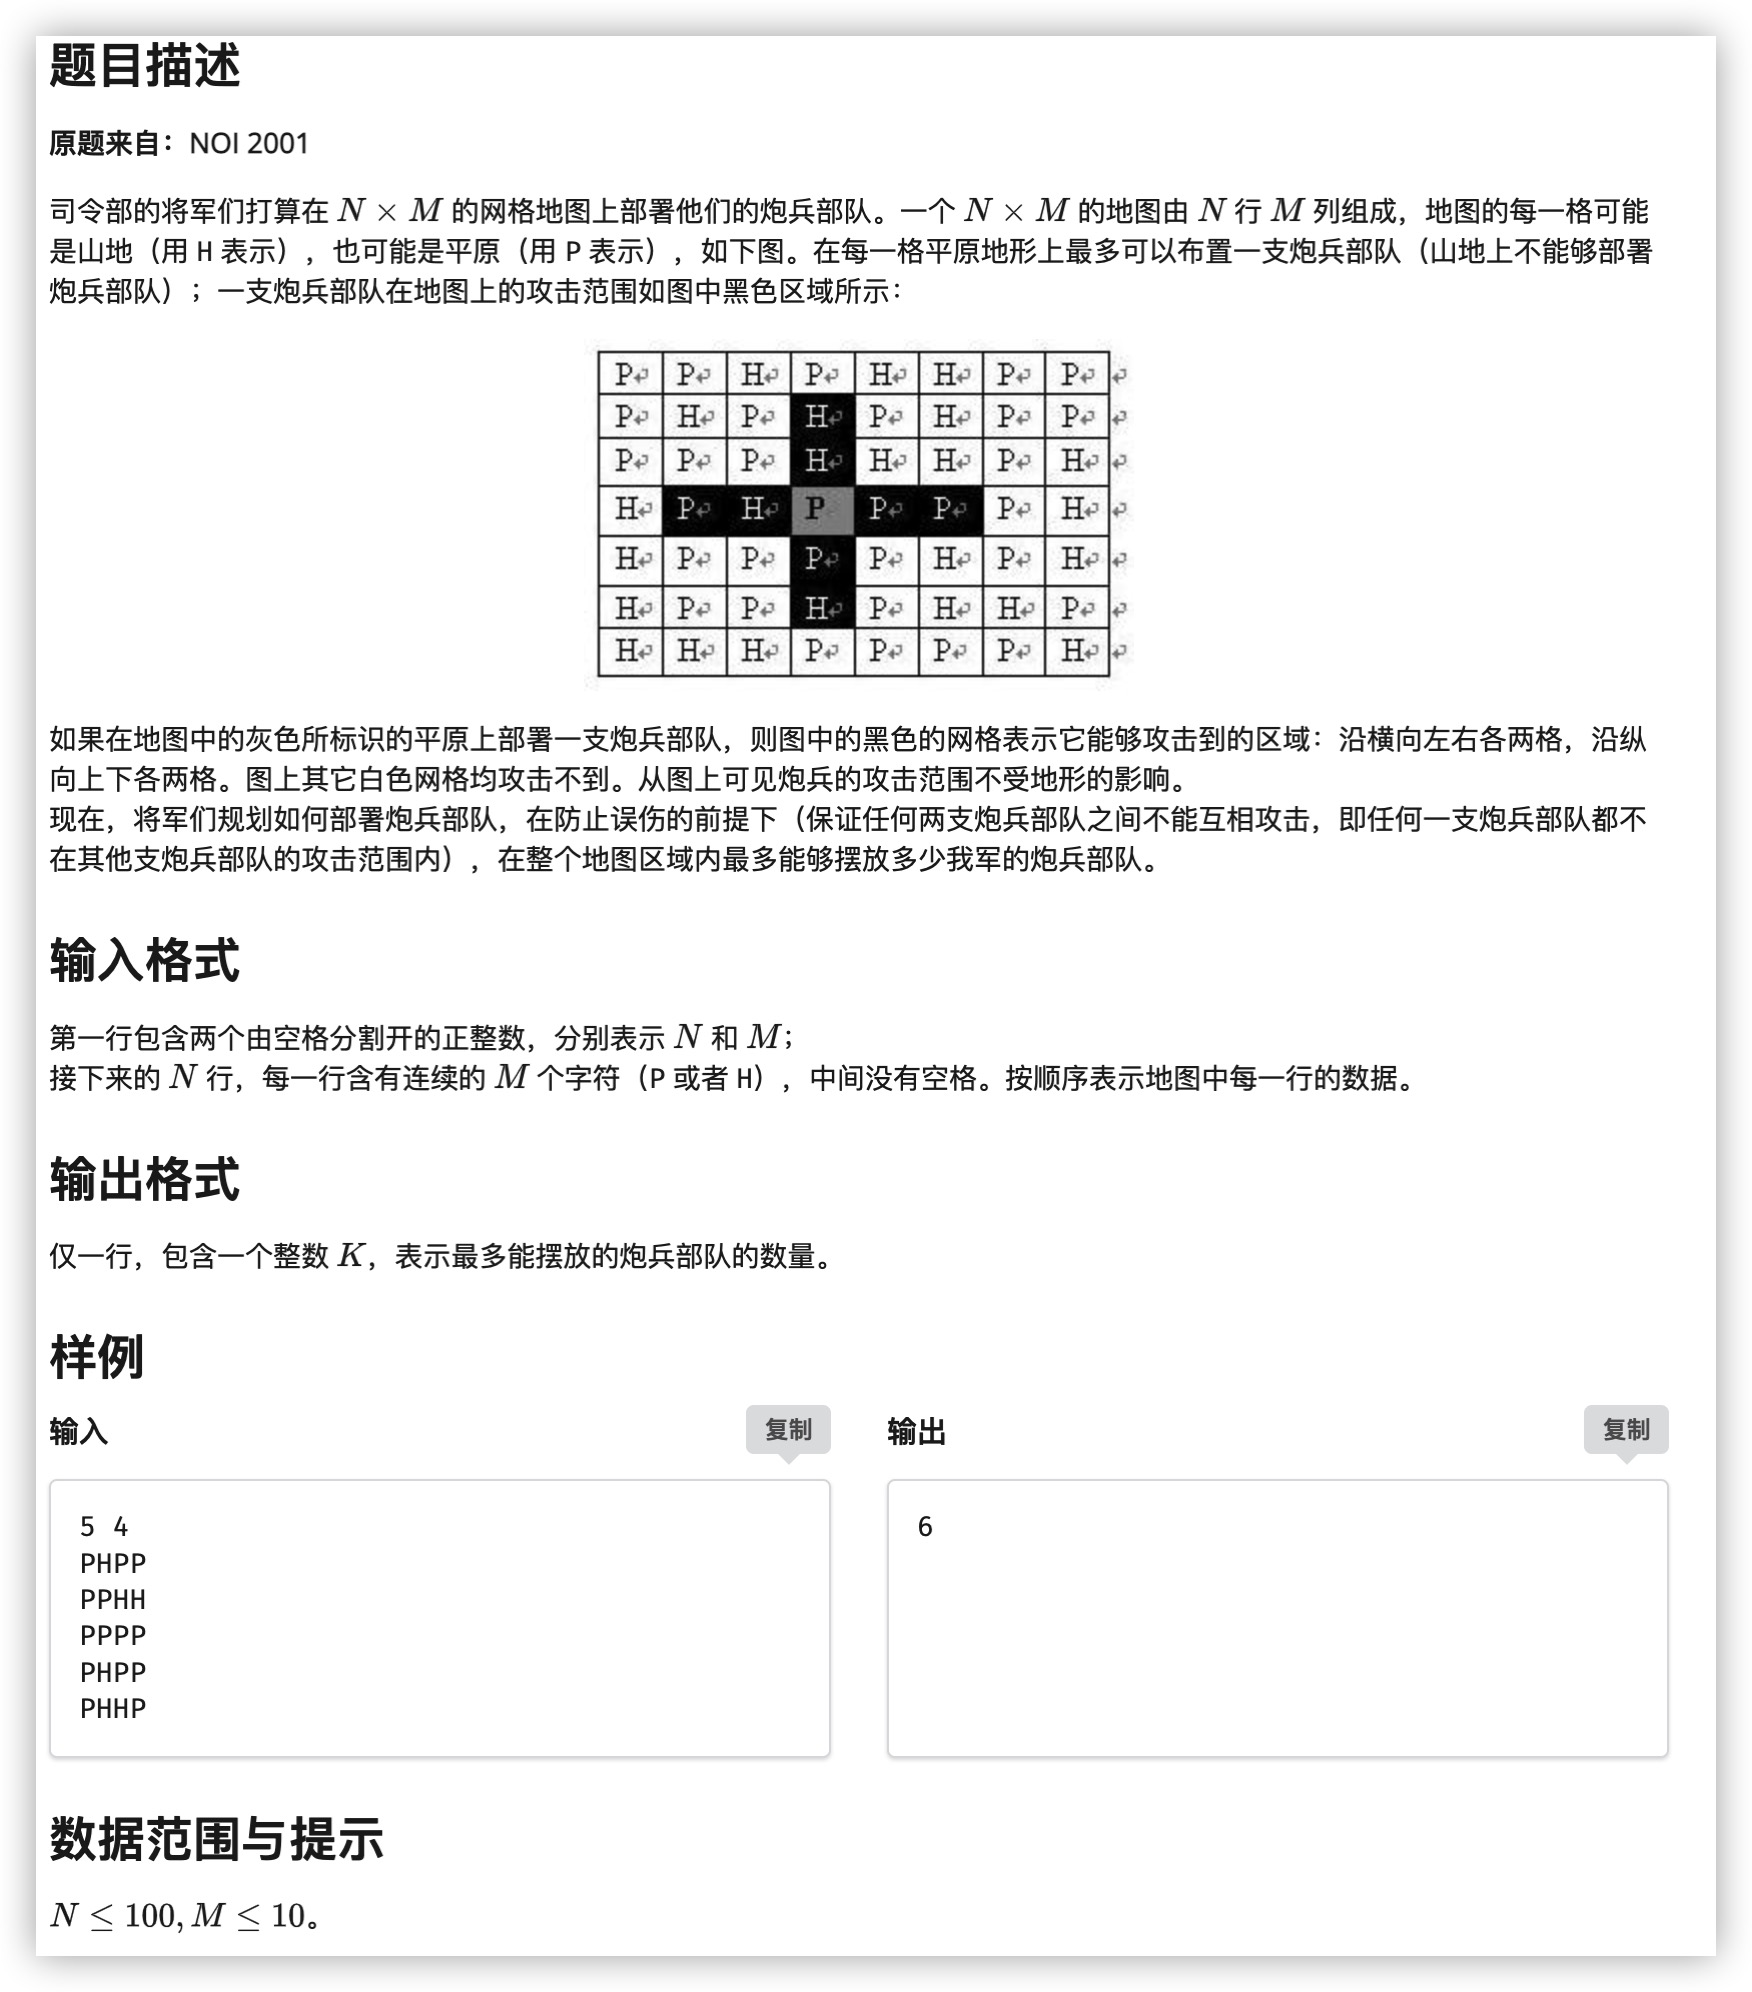 题目描述
原题来自：NOI 2001
司令部的将军们打算在 N × M 的网格地图上部署他们的炮兵部队。一个 N × M 的地图由 N 行 M 列组成，地图的每一格可能
是山地（用 H 表示），也可能是平原（用 P 表示），如下图。在每一格平原地形上最多可以布置一支炮兵部队（山地上不能够部署
炮兵部队）；一支炮兵部队在地图上的攻击范围如图中黑色区域所示：
P P H P H H P P
P H P H P H P P
P P P H H H P H
H P H P P P P H
H P P P P H P H
H P P H P H H P
H H H P P P P H
如果在地图中的灰色所标识的平原上部署一支炮兵部队，则图中的黑色的网格表示它能够攻击到的区域：沿横向左右各两格，沿纵
向上下各两格。图上其它白色网格均攻击不到。从图上可见炮兵的攻击范围不受地形的影响。
现在，将军们规划如何部署炮兵部队，在防止误伤的前提下（保证任何两支炮兵部队之间不能互相攻击，即任何一支炮兵部队都不
在其他支炮兵部队的攻击范围内），在整个地图区域内最多能够摆放多少我军的炮兵部队。
输入格式
第一行包含两个由空格分割开的正整数，分别表示 N 和 M；
接下来的 N 行，每一行含有连续的 M 个字符（P 或者 H），中间没有空格。按顺序表示地图中每一行的数据。
输出格式
仅一行，包含一个整数 K，表示最多能摆放的炮兵部队的数量。
样例
输入 复制
5 4
PHPP
PPHH
PPPP
PHPP
PHHP
输出 复制
6
数据范围与提示
N ≤ 100, M ≤ 10。